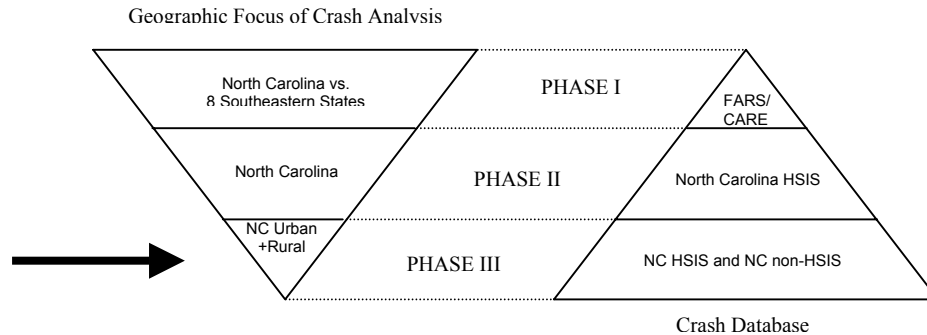 Geographic Focus of Crash Analysis
North Carolina vs.
8 Southeastern States
PHASE I
FARS/
CARE
North Carolina
PHASE II
North Carolina HSIS
NC Urban
+Rural
PHASE III
NC HSIS and NC non-HSIS
Crash Database